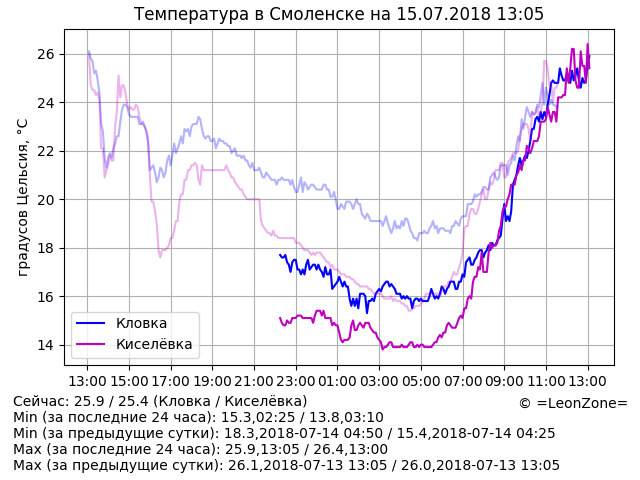 Температура в Смоленске на 15.07.2018 13:05
градусов Цельсия, °C
26
24
22
20
18
16
14
Кловка
Киселёвка
13:00 15:00 17:00 19:00 21:00 23:00 01:00 03:00 05:00 07:00 09:00 11:00 13:00
Сейчас: 25.9 / 25.4 (Кловка / Киселёвка)
© =LeonZone=
Min (за последние 24 часа): 15.3,02:25 / 13.8,03:10
Min (за предыдущие сутки): 18.3,2018-07-14 04:50 / 15.4,2018-07-14 04:25
Max (за последние 24 часа): 25.9,13:05 / 26.4,13:00
Max (за предыдущие сутки): 26.1,2018-07-13 13:05 / 26.0,2018-07-13 13:05